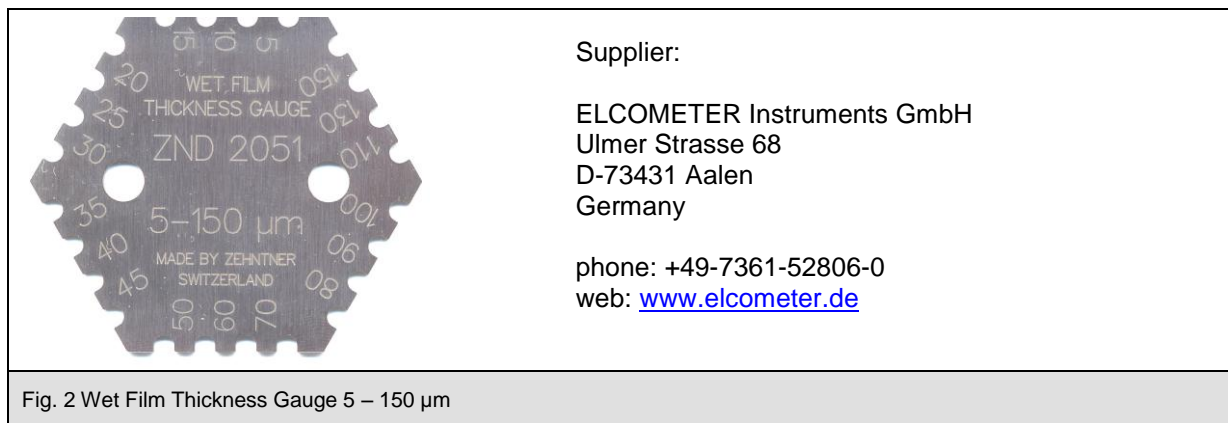 15 10 5
20 WET FILM 150
25 THICKNESS GAUGE 130
30 ZND 2051 110
35 5–150 µm 100
40 MADE BY ZEHNTNER 90
45 SWITZERLAND 80
50 60 70
Supplier:
ELCOMETER Instruments GmbH
Ulmer Strasse 68
D-73431 Aalen
Germany
phone: +49-7361-52806-0
web: www.elcometer.de
Fig. 2 Wet Film Thickness Gauge 5 – 150 µm